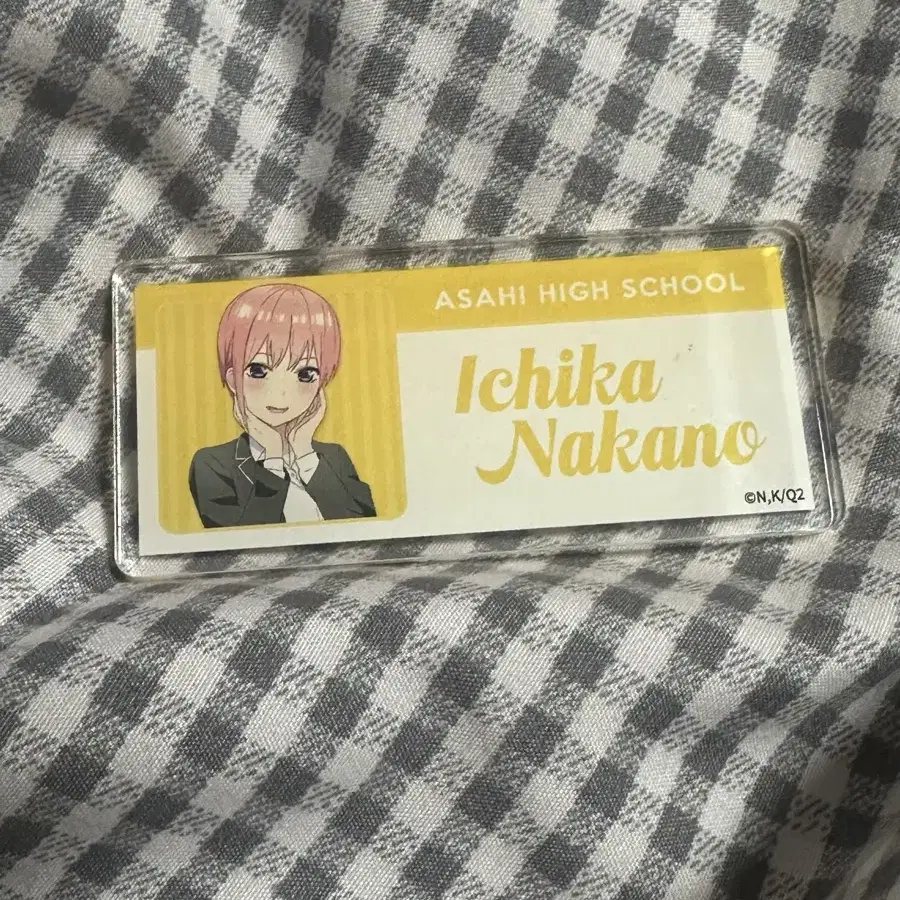 ASAHI HIGH SCHOOL
Ichika
Nakano
©N,K/Q2